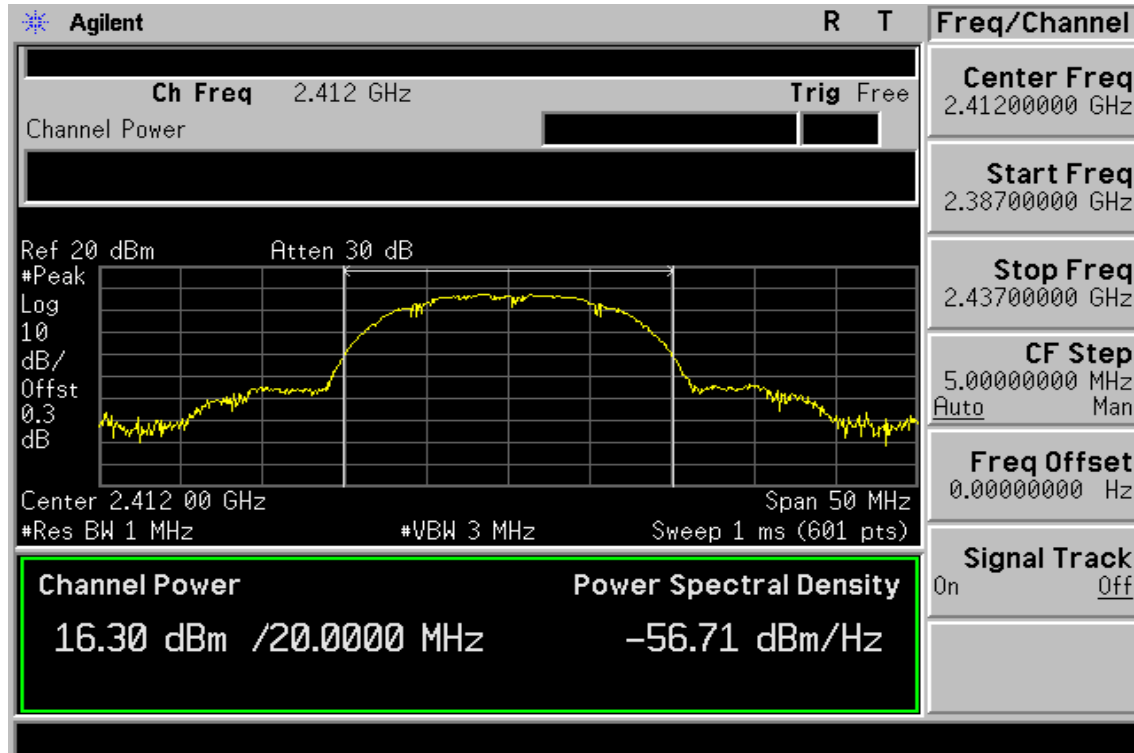 Agilent
R T
Freq/Channel
Ch Freq 2.412 GHz
Trig Free
Channel Power
Ref 20 dBm
Atten 30 dB
#Peak
Log
10
dB/
Offst
0.3
dB
Center 2.412 00 GHz
Span 50 MHz
#Res BW 1 MHz
#VBW 3 MHz
Sweep 1 ms (601 pts)
Channel Power
Power Spectral Density
16.30 dBm /20.0000 MHz
-56.71 dBm/Hz
Center Freq
2.41200000 GHz
Start Freq
2.38700000 GHz
Stop Freq
2.43700000 GHz
CF Step
5.00000000 MHz
Auto Man
Freq Offset
0.00000000 Hz
Signal Track
On Off